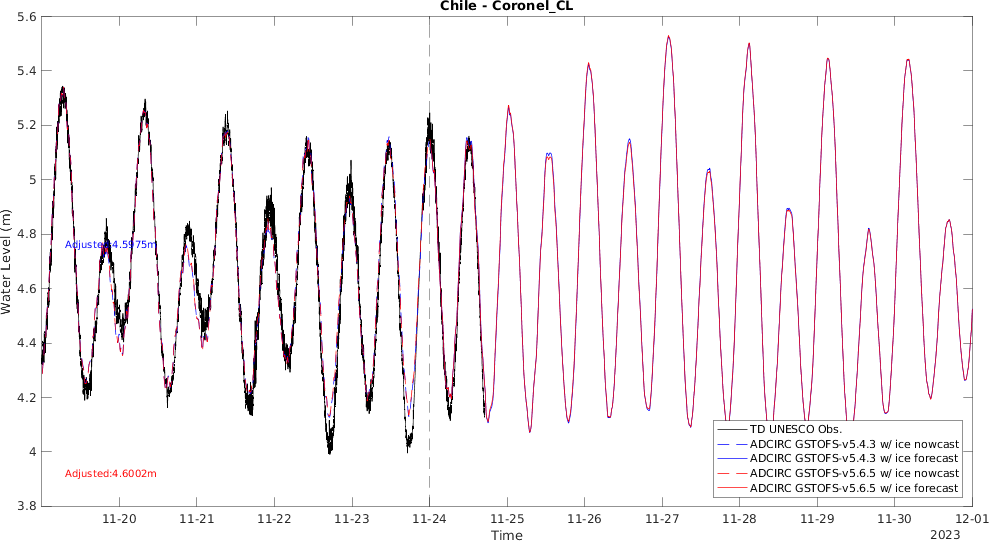 Chile - Coronel_CL
5.6
5.4
5.2
5
4.8
4.6
4.4
4.2
4
3.8
Water Level (m)
Adjusted:4.5975m
Adjusted:4.6002m
TD UNESCO Obs.
ADCIRC GSTOFS-v5.4.3 w/ ice nowcast
ADCIRC GSTOFS-v5.4.3 w/ ice forecast
ADCIRC GSTOFS-v5.6.5 w/ ice nowcast
ADCIRC GSTOFS-v5.6.5 w/ ice forecast
11-20 11-21 11-22 11-23 11-24 11-25 11-26 11-27 11-28 11-29 11-30 12-01
Time
2023